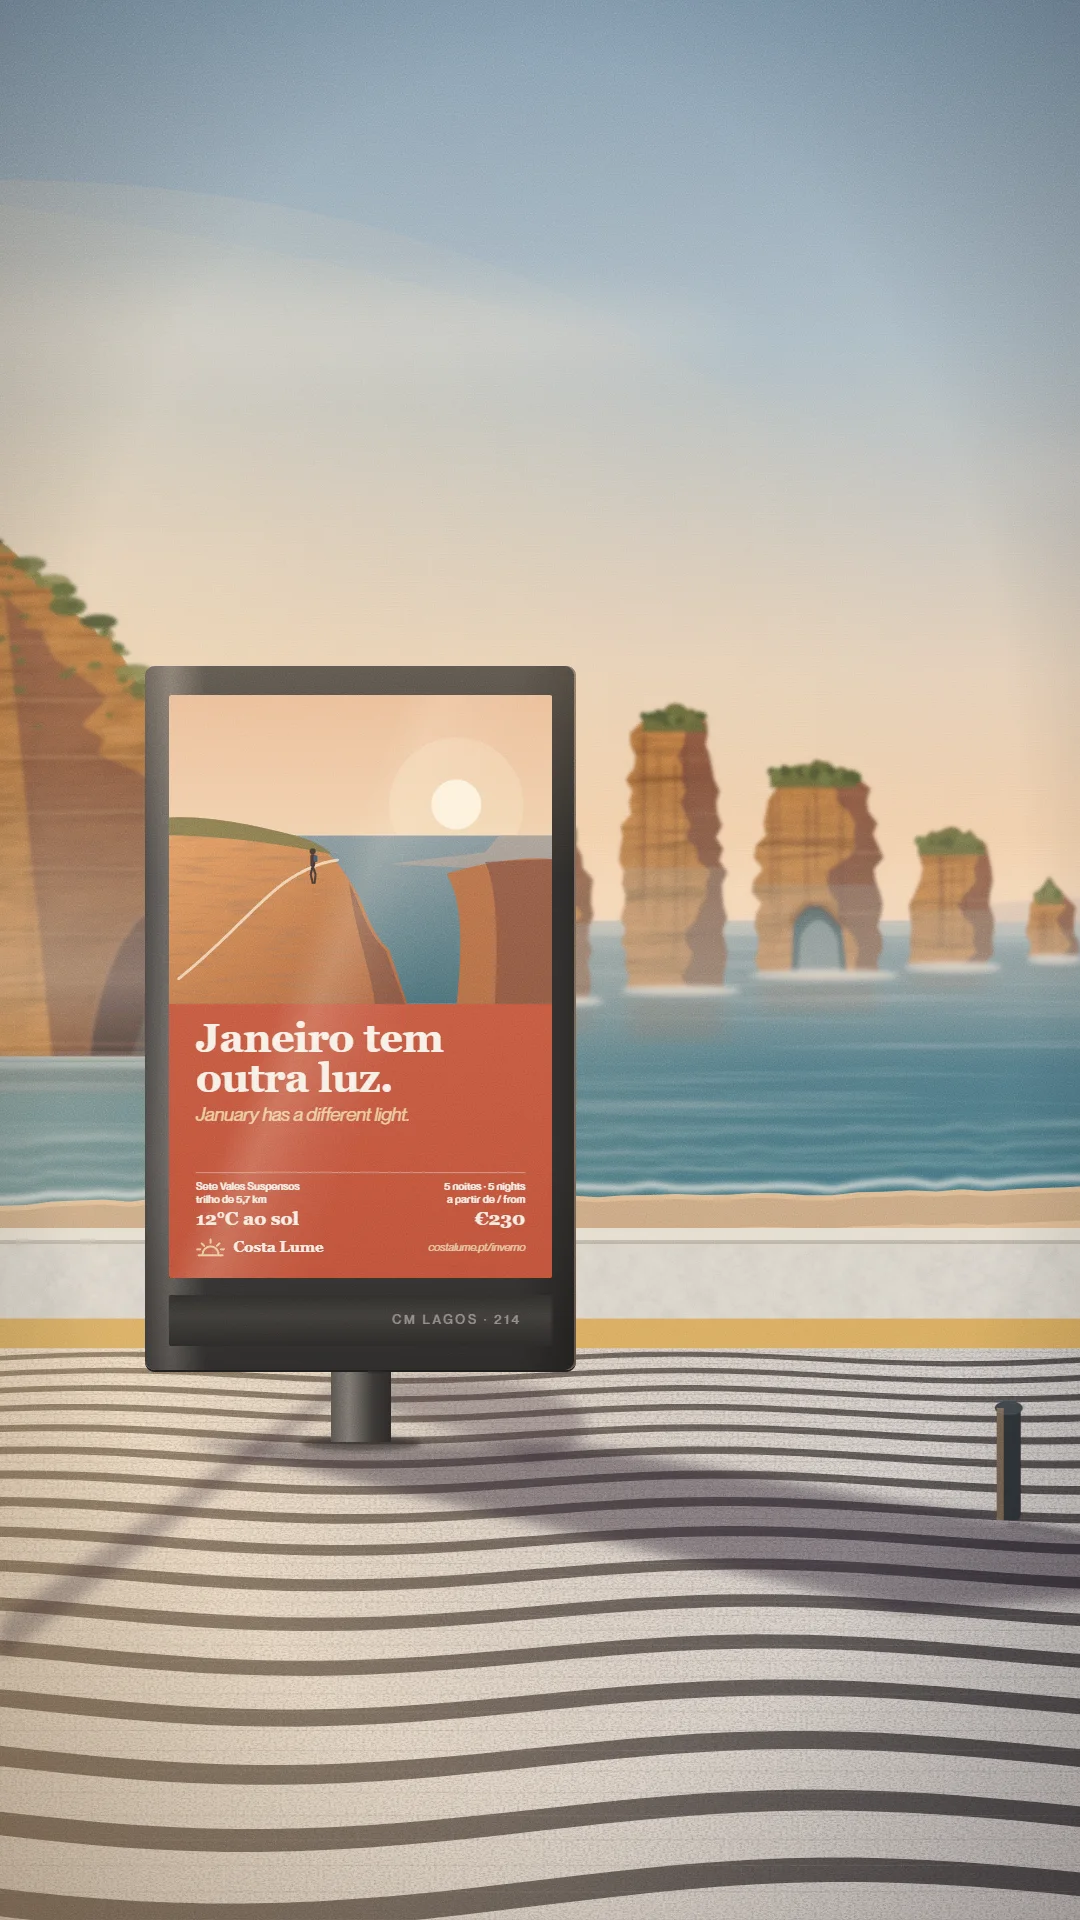 Janeiro tem
outra luz.
January has a different light.
Sete Vales Suspensos
trilho de 5,7 km
12°C ao sol
5 noites · 5 nights
a partir de / from
€230
Costa Lume
costalume.pt/inverno
CM LAGOS · 214